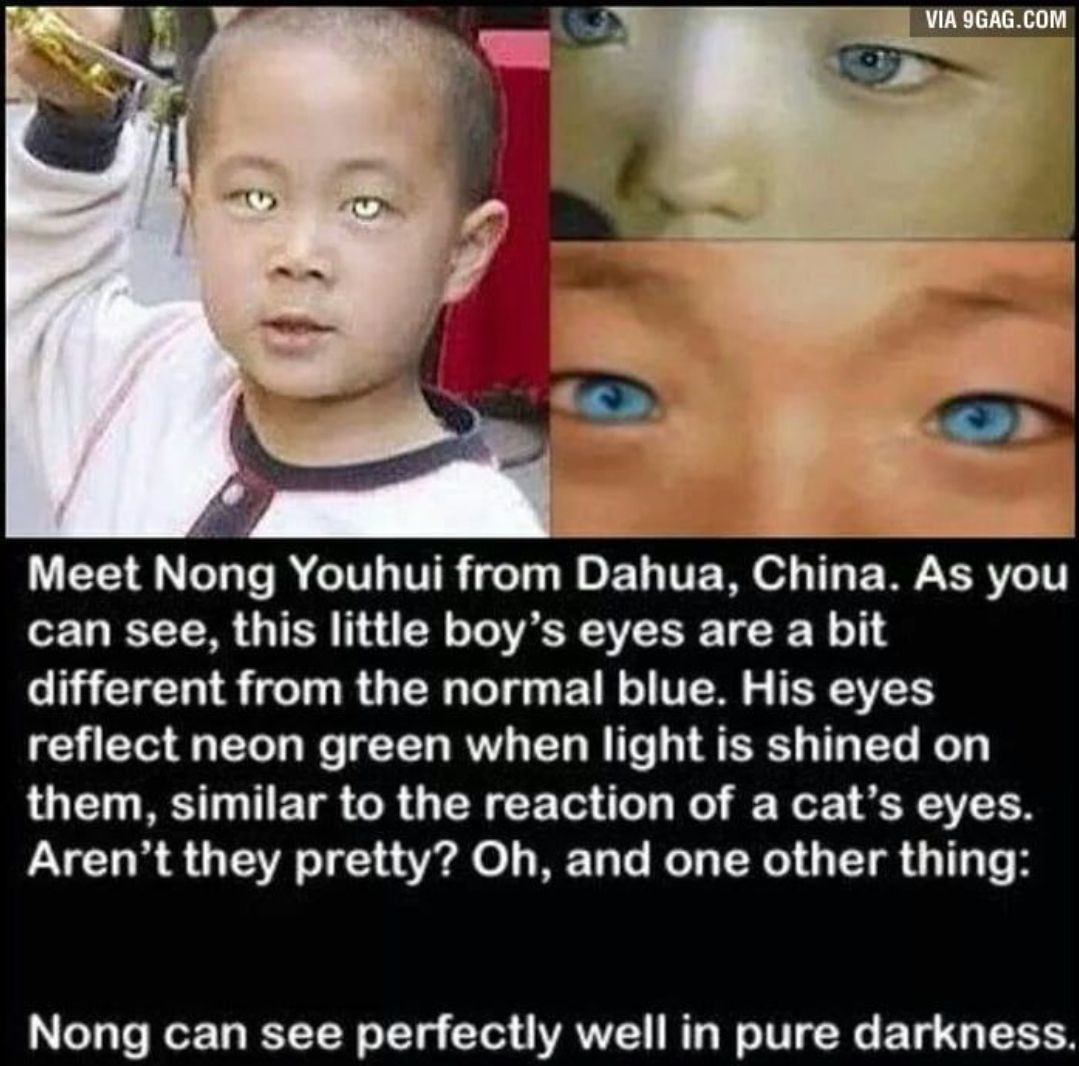 VIA 9GAG.COM
Meet Nong Youhui from Dahua, China. As you
can see, this little boy’s eyes are a bit
different from the normal blue. His eyes
reflect neon green when light is shined on
them, similar to the reaction of a cat’s eyes.
Aren’t they pretty? Oh, and one other thing:
Nong can see perfectly well in pure darkness.